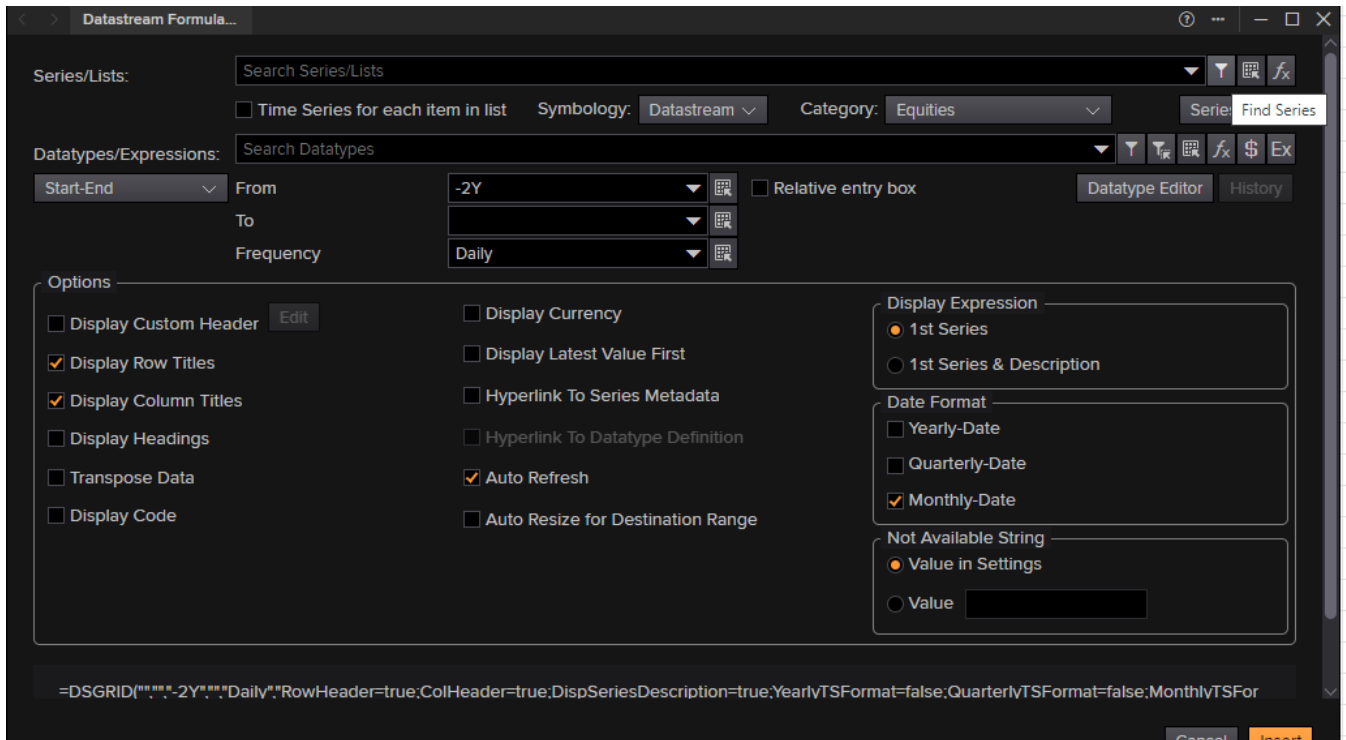 Datastream Formula...
Series/Lists:
Search Series/Lists
fx
Time Series for each item in list
Symbology:
Datastream
Category:
Equities
Serie
Find Series
Datatypes/Expressions:
Search Datatypes
fx
$
Ex
Start-End
From
-2Y
Relative entry box
Datatype Editor
History
To
Frequency
Daily
Options
Display Custom Header
Edit
Display Row Titles
Display Column Titles
Display Headings
Transpose Data
Display Code
Display Currency
Display Latest Value First
Hyperlink To Series Metadata
Hyperlink To Datatype Definition
Auto Refresh
Auto Resize for Destination Range
Display Expression
1st Series
1st Series & Description
Date Format
Yearly-Date
Quarterly-Date
Monthly-Date
Not Available String
Value in Settings
Value
=DSGRID("","","-2Y","","Daily","RowHeader=true;ColHeader=true;DispSeriesDescription=true;YearlyTSFormat=false;QuarterlyTSFormat=false;MonthlyTSFor
Cancel
Insert